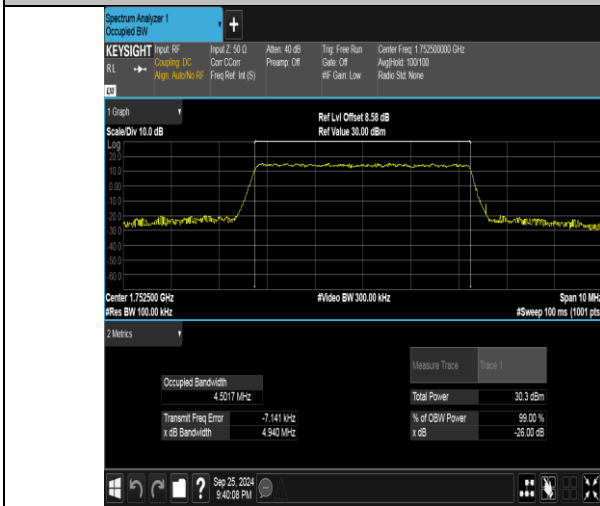 Spectrum Analyzer 1
Occupied BW
+
KEYSIGHT Input: RF Input Z: 50 Ω Atten: 40 dB Trig: Free Run Center Freq: 1.752500000 GHz
RL Coupling: DC Corr CCorr Preamp: Off Gate: Off Avg|Hold: 100/100
Align: Auto/No RF Freq Ref: Int (S) #IF Gain: Low Radio Std: None
1 Graph
Ref Lvl Offset 8.58 dB
Scale/Div 10.0 dB Ref Value 30.00 dBm
Log
20.0
10.0
0.00
-10.0
-20.0
-30.0
-40.0
-50.0
-60.0
Center 1.752500 GHz #Video BW 300.00 kHz Span 10 MHz
#Res BW 100.00 kHz #Sweep 100 ms (1001 pts
2 Metrics
Measure Trace Trace 1
Occupied Bandwidth
4.5017 MHz Total Power 30.3 dBm
Transmit Freq Error -7.141 kHz % of OBW Power 99.00 %
x dB Bandwidth 4.940 MHz x dB -26.00 dB
? Sep 25, 2024
9:40:08 PM